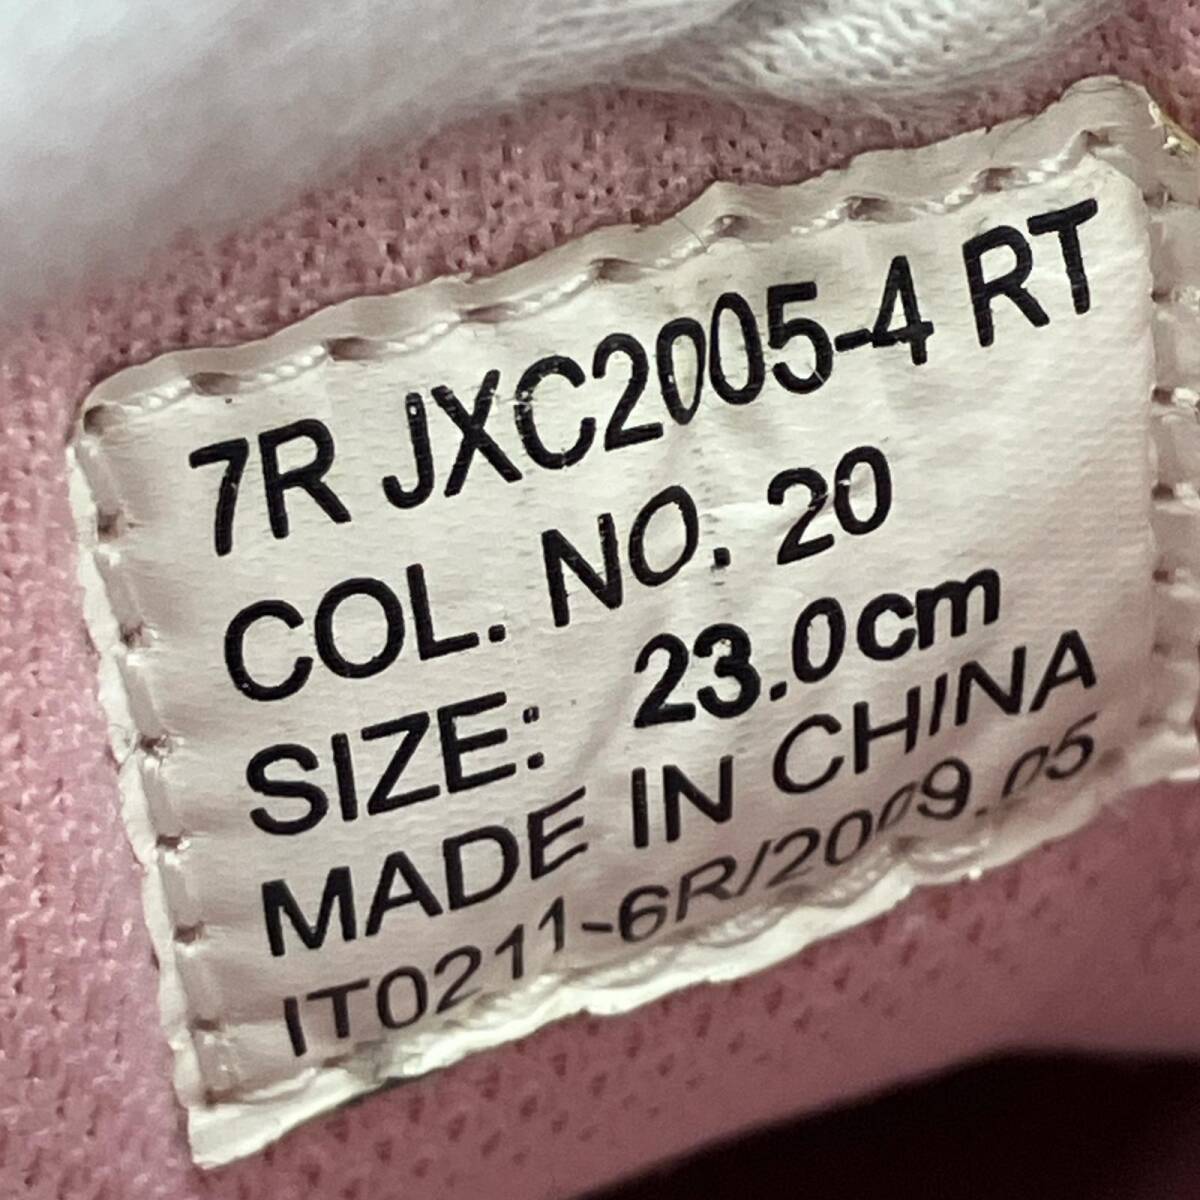 7R JXC2005-4 RT
COL. NO. 20
SIZE: 23.0cm
MADE IN CHINA
IT0211-6R/2009.05